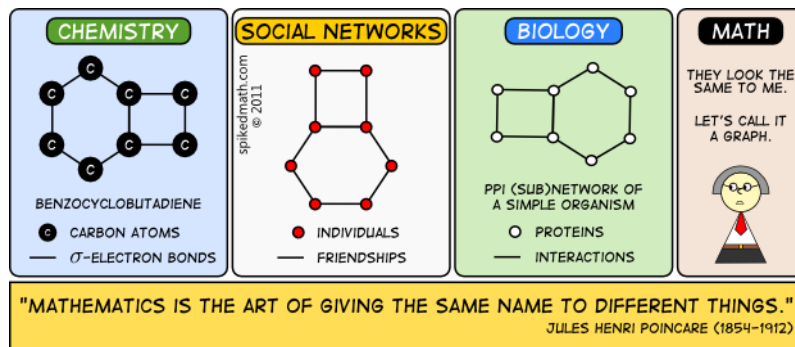 CHEMISTRY
C
C
C
C
C
C
C
C
BENZOCYCLOBUTADIENE
C CARBON ATOMS
σ-ELECTRON BONDS
SOCIAL NETWORKS
spikedmath.com
© 2011
INDIVIDUALS
FRIENDSHIPS
BIOLOGY
PPI (SUB)NETWORK OF
A SIMPLE ORGANISM
PROTEINS
INTERACTIONS
MATH
THEY LOOK THE
SAME TO ME.
LET'S CALL IT
A GRAPH.
"MATHEMATICS IS THE ART OF GIVING THE SAME NAME TO DIFFERENT THINGS."
JULES HENRI POINCARE (1854-1912)